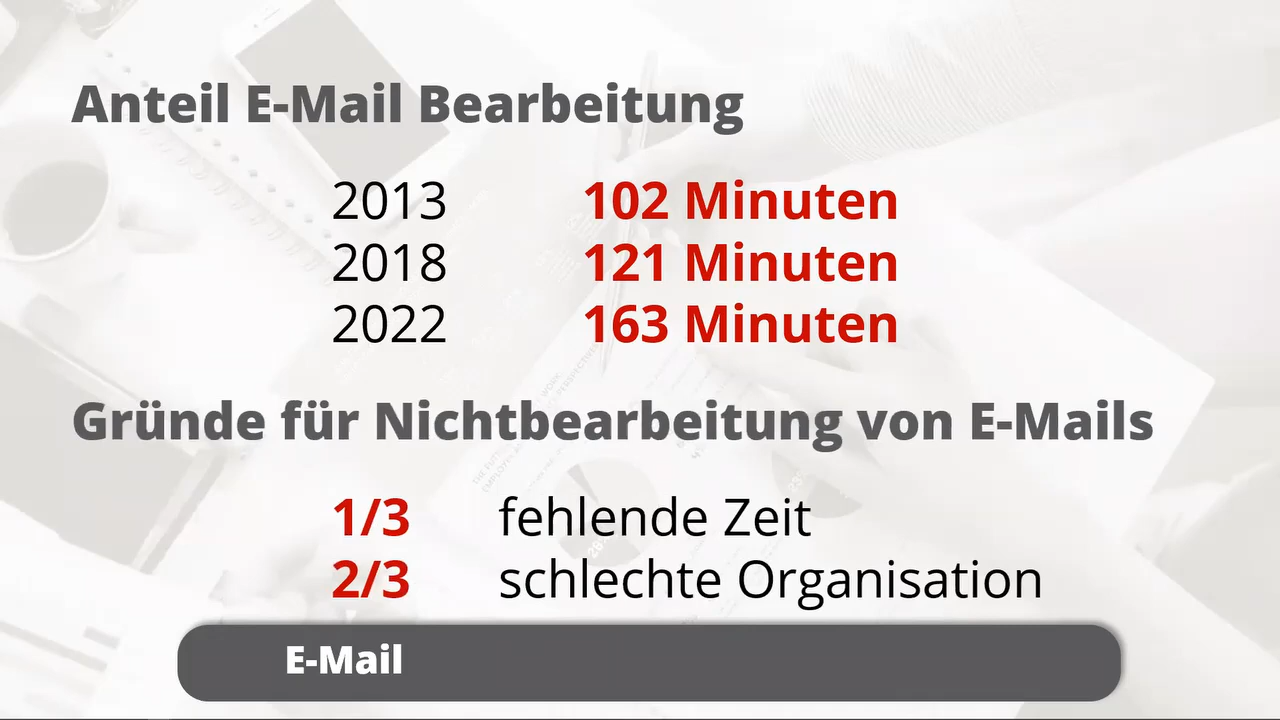 Anteil E-Mail Bearbeitung
2013 102 Minuten
2018 121 Minuten
2022 163 Minuten
Gründe für Nichtbearbeitung von E-Mails
1/3 fehlende Zeit
2/3 schlechte Organisation
E-Mail